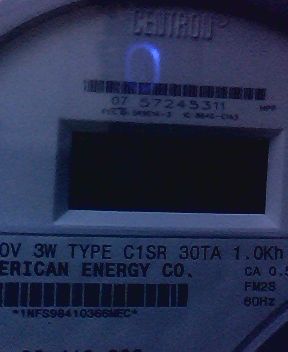 CENTRON
07 57245311
0V 3W TYPE C1SR 30TA 1.0Kh
ERICAN ENERGY CO. CA 0.5
FM2S
60Hz
*1NFS98410366MEC*